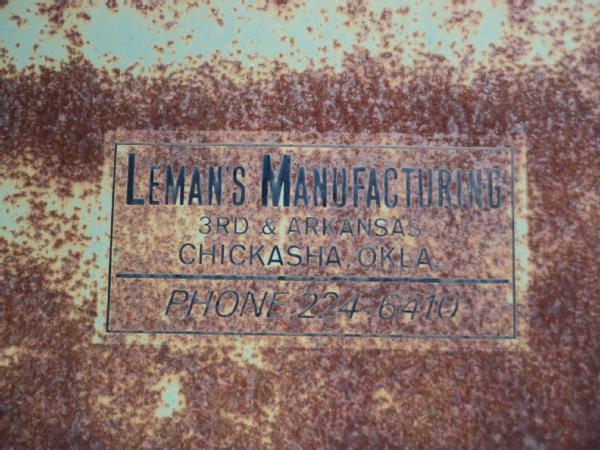 LEMAN'S MANUFACTURING
3RD & ARKANSAS
CHICKASHA, OKLA.
PHONE 224-6410